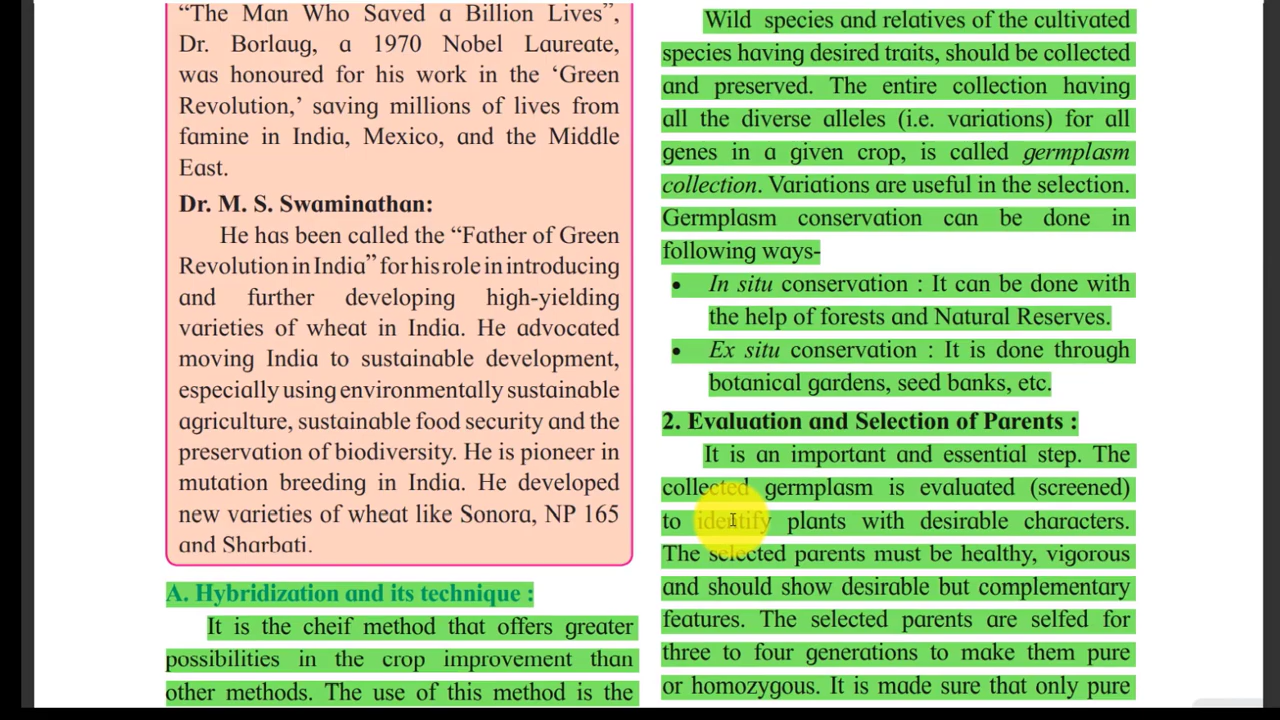 “The Man Who Saved a Billion Lives”,
Dr. Borlaug, a 1970 Nobel Laureate,
was honoured for his work in the ‘Green
Revolution,’ saving millions of lives from
famine in India, Mexico, and the Middle
East.
Dr. M. S. Swaminathan:
He has been called the “Father of Green
Revolution in India” for his role in introducing
and further developing high-yielding
varieties of wheat in India. He advocated
moving India to sustainable development,
especially using environmentally sustainable
agriculture, sustainable food security and the
preservation of biodiversity. He is pioneer in
mutation breeding in India. He developed
new varieties of wheat like Sonora, NP 165
and Sharbati.
A. Hybridization and its technique :
It is the cheif method that offers greater
possibilities in the crop improvement than
other methods. The use of this method is the
Wild species and relatives of the cultivated
species having desired traits, should be collected
and preserved. The entire collection having
all the diverse alleles (i.e. variations) for all
genes in a given crop, is called germplasm
collection. Variations are useful in the selection.
Germplasm conservation can be done in
following ways-
• In situ conservation : It can be done with
the help of forests and Natural Reserves.
• Ex situ conservation : It is done through
botanical gardens, seed banks, etc.
2. Evaluation and Selection of Parents :
It is an important and essential step. The
collected germplasm is evaluated (screened)
to identify plants with desirable characters.
The selected parents must be healthy, vigorous
and should show desirable but complementary
features. The selected parents are selfed for
three to four generations to make them pure
or homozygous. It is made sure that only pure